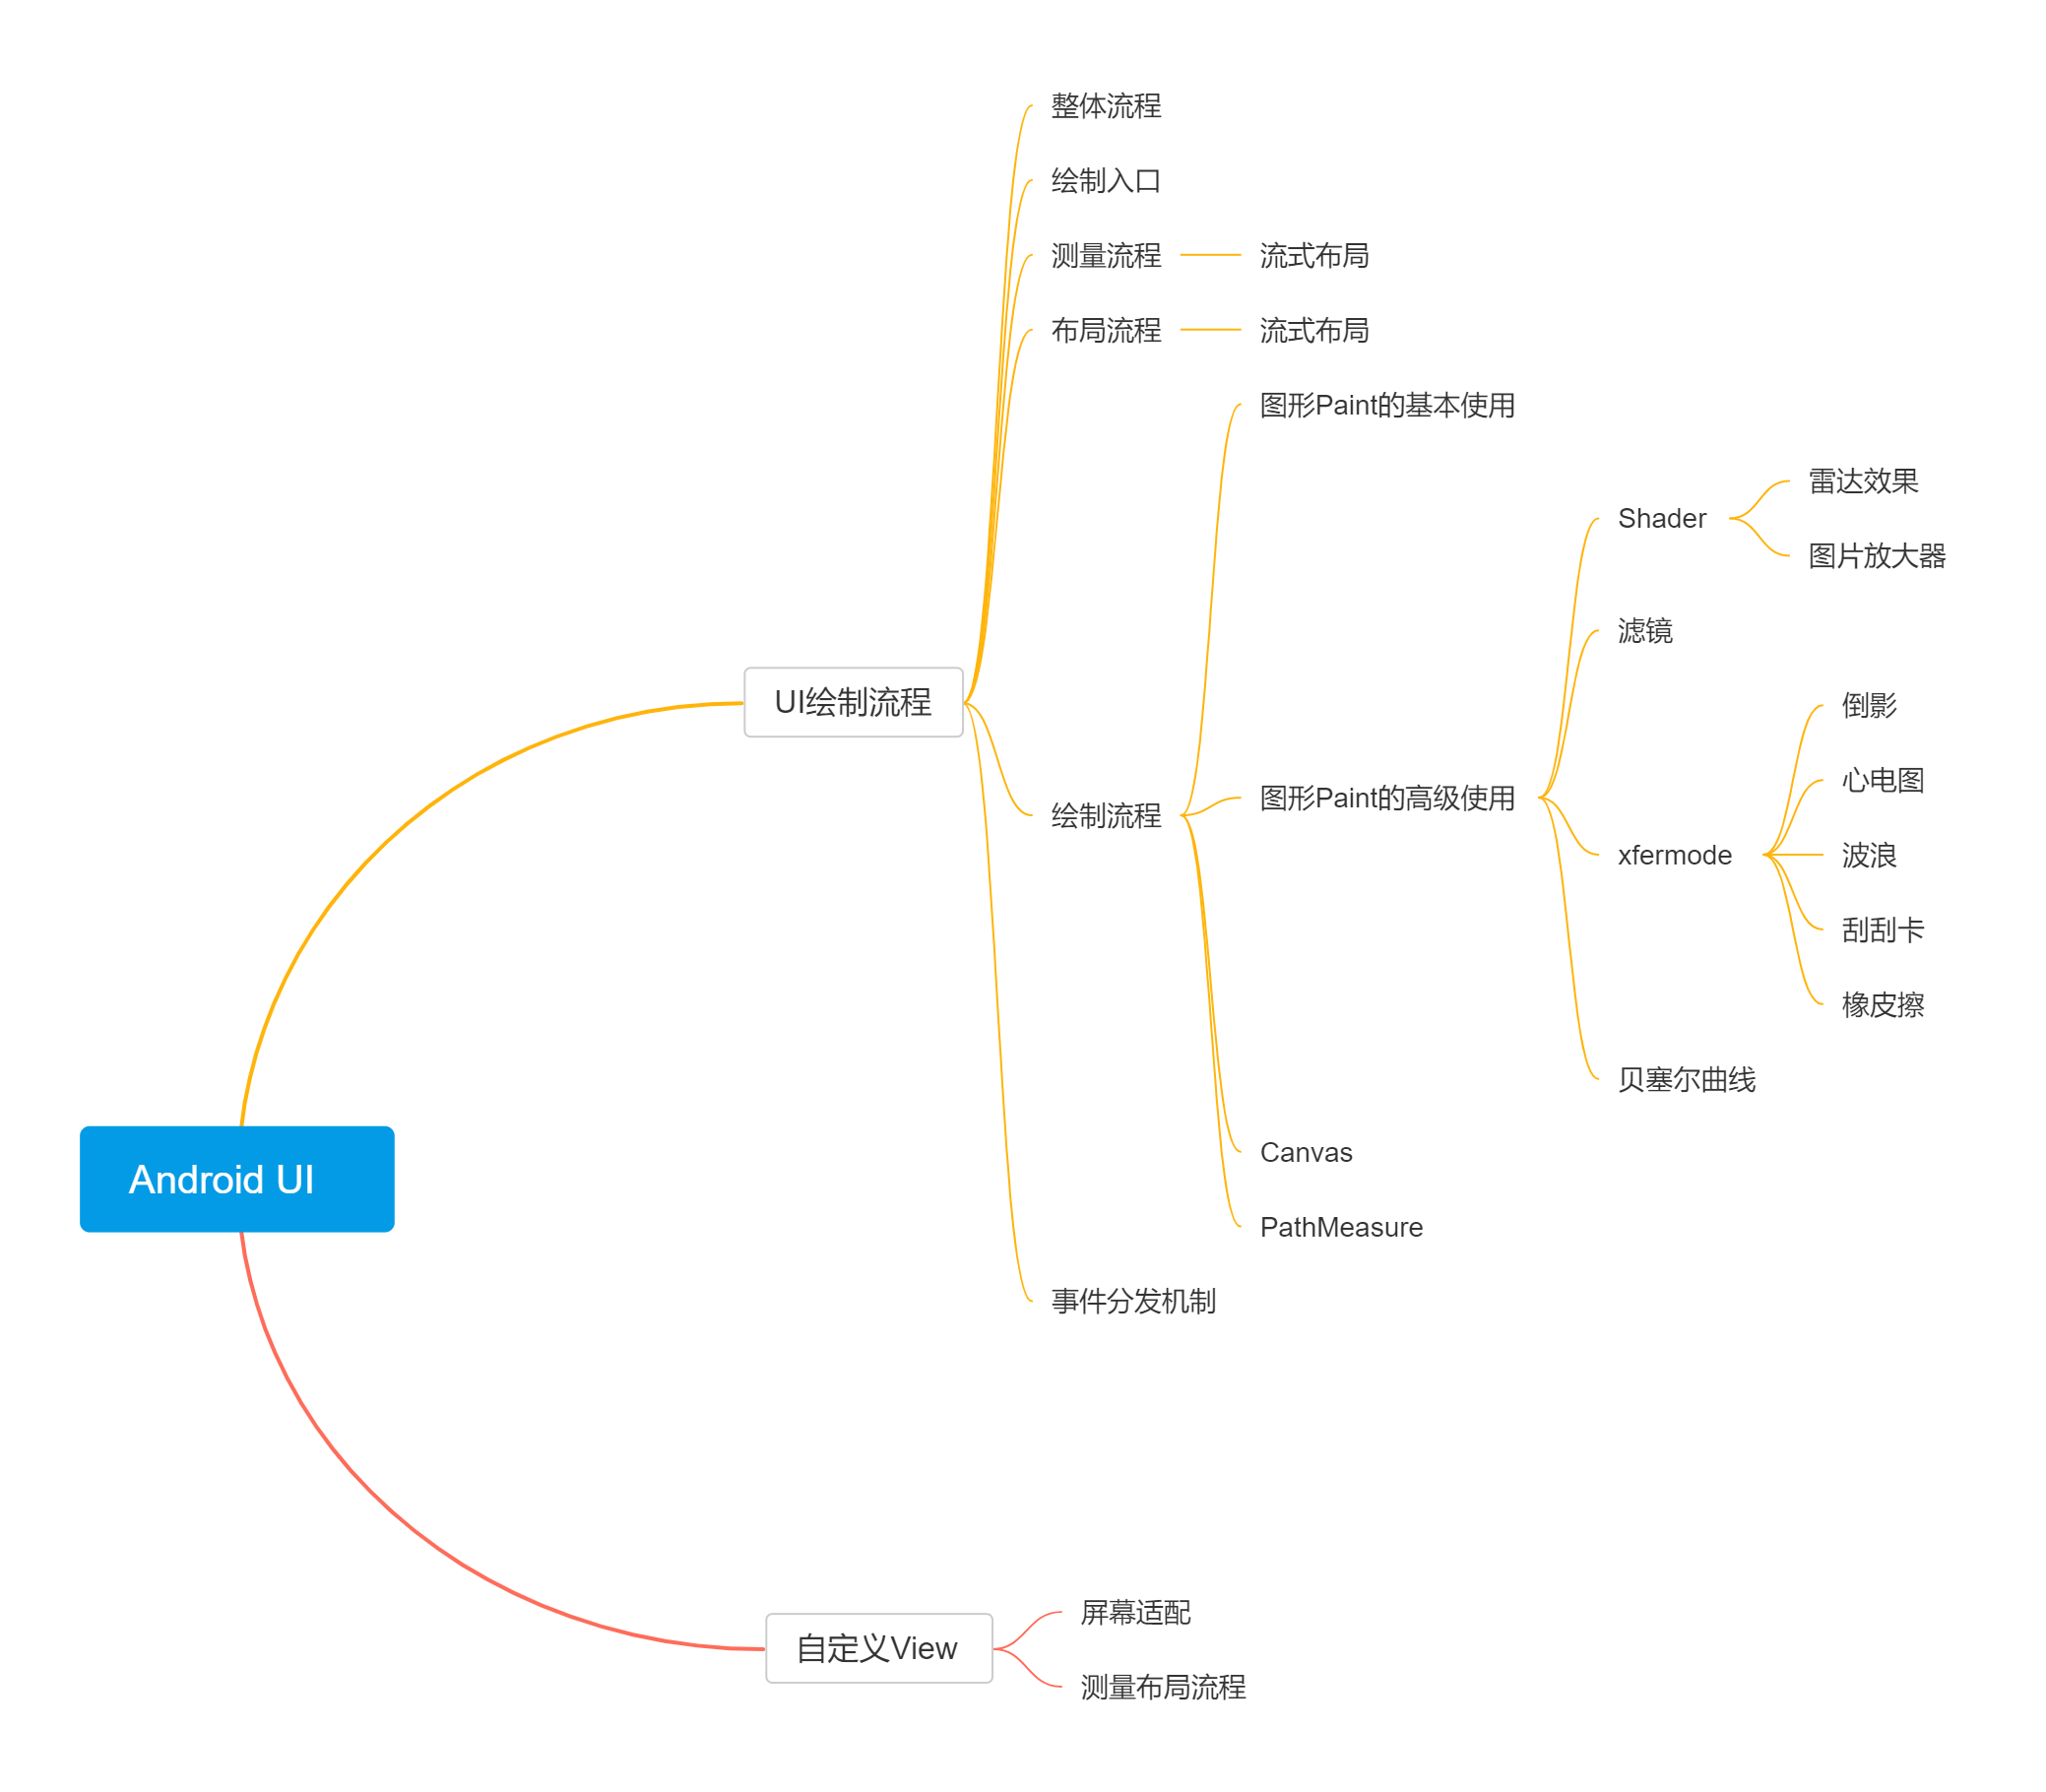 整体流程
绘制入口
测量流程
流式布局
布局流程
流式布局
图形Paint的基本使用
雷达效果
Shader
图片放大器
滤镜
UI绘制流程
倒影
心电图
图形Paint的高级使用
绘制流程
xfermode
波浪
刮刮卡
橡皮擦
贝塞尔曲线
Canvas
Android UI
PathMeasure
事件分发机制
屏幕适配
自定义View
测量布局流程